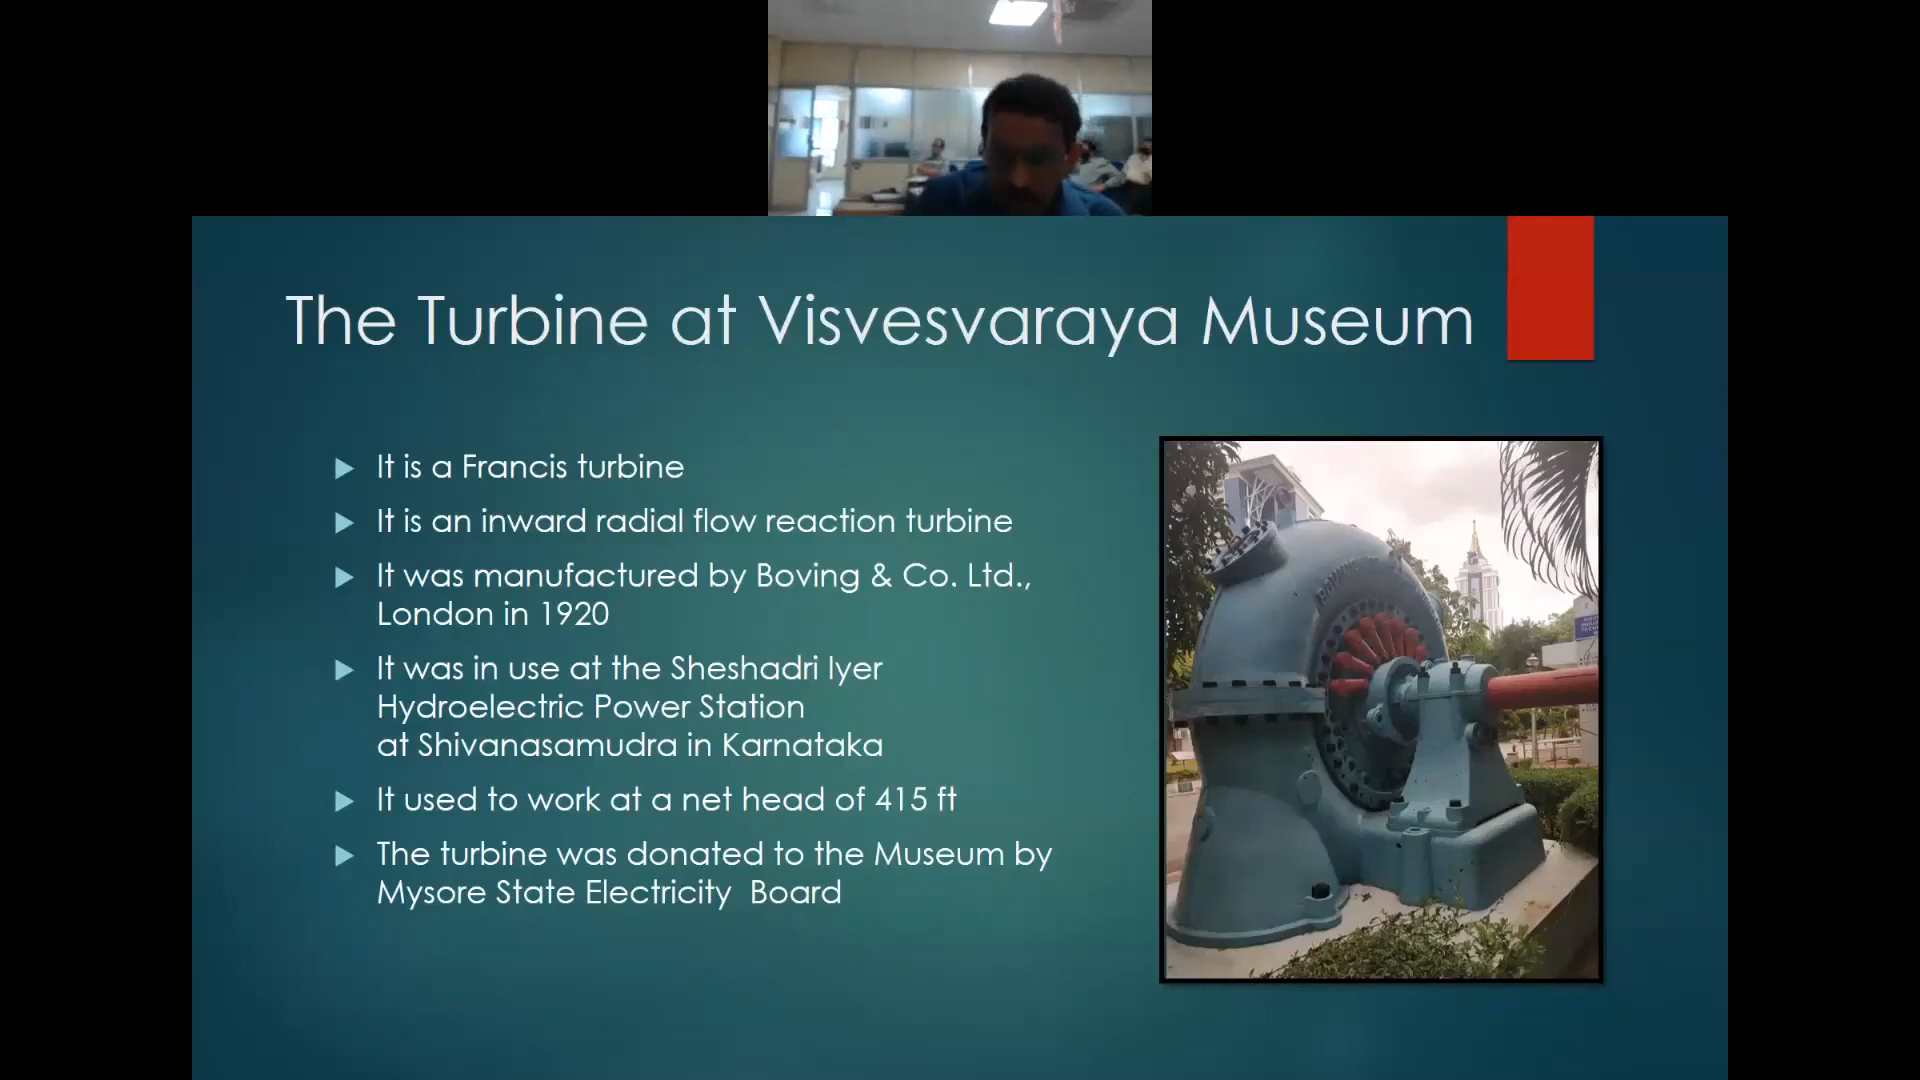 The Turbine at Visvesvaraya Museum
It is a Francis turbine
It is an inward radial flow reaction turbine
It was manufactured by Boving & Co. Ltd.,
London in 1920
It was in use at the Sheshadri Iyer
Hydroelectric Power Station
at Shivanasamudra in Karnataka
It used to work at a net head of 415 ft
The turbine was donated to the Museum by
Mysore State Electricity  Board